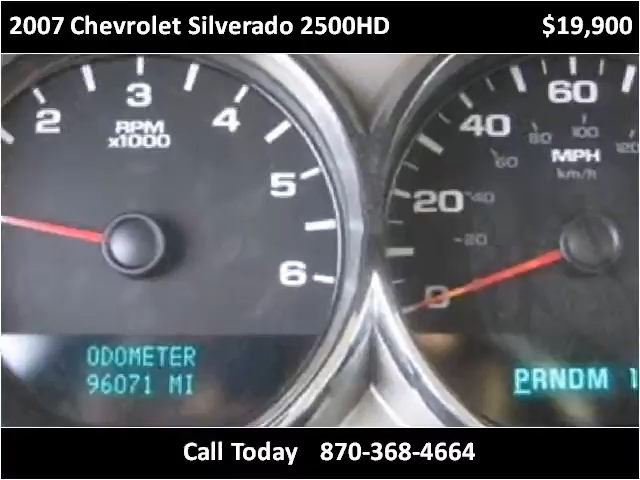 2007 Chevrolet Silverado 2500HD $19,900
2 3 4 5 6
RPM
x1000
ODOMETER
96071 MI
0 20 40 60
20 40 60 80 100 120
MPH
km/h
PRNDM 1
Call Today 870-368-4664